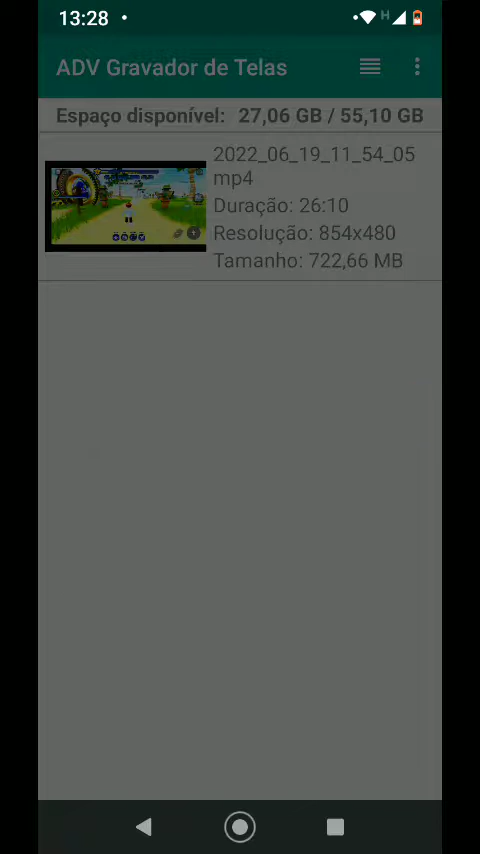 13:28
H
ADV Gravador de Telas
Espaço disponível: 27,06 GB / 55,10 GB
2022_06_19_11_54_05
mp4
Duração: 26:10
Resolução: 854x480
Tamanho: 722,66 MB